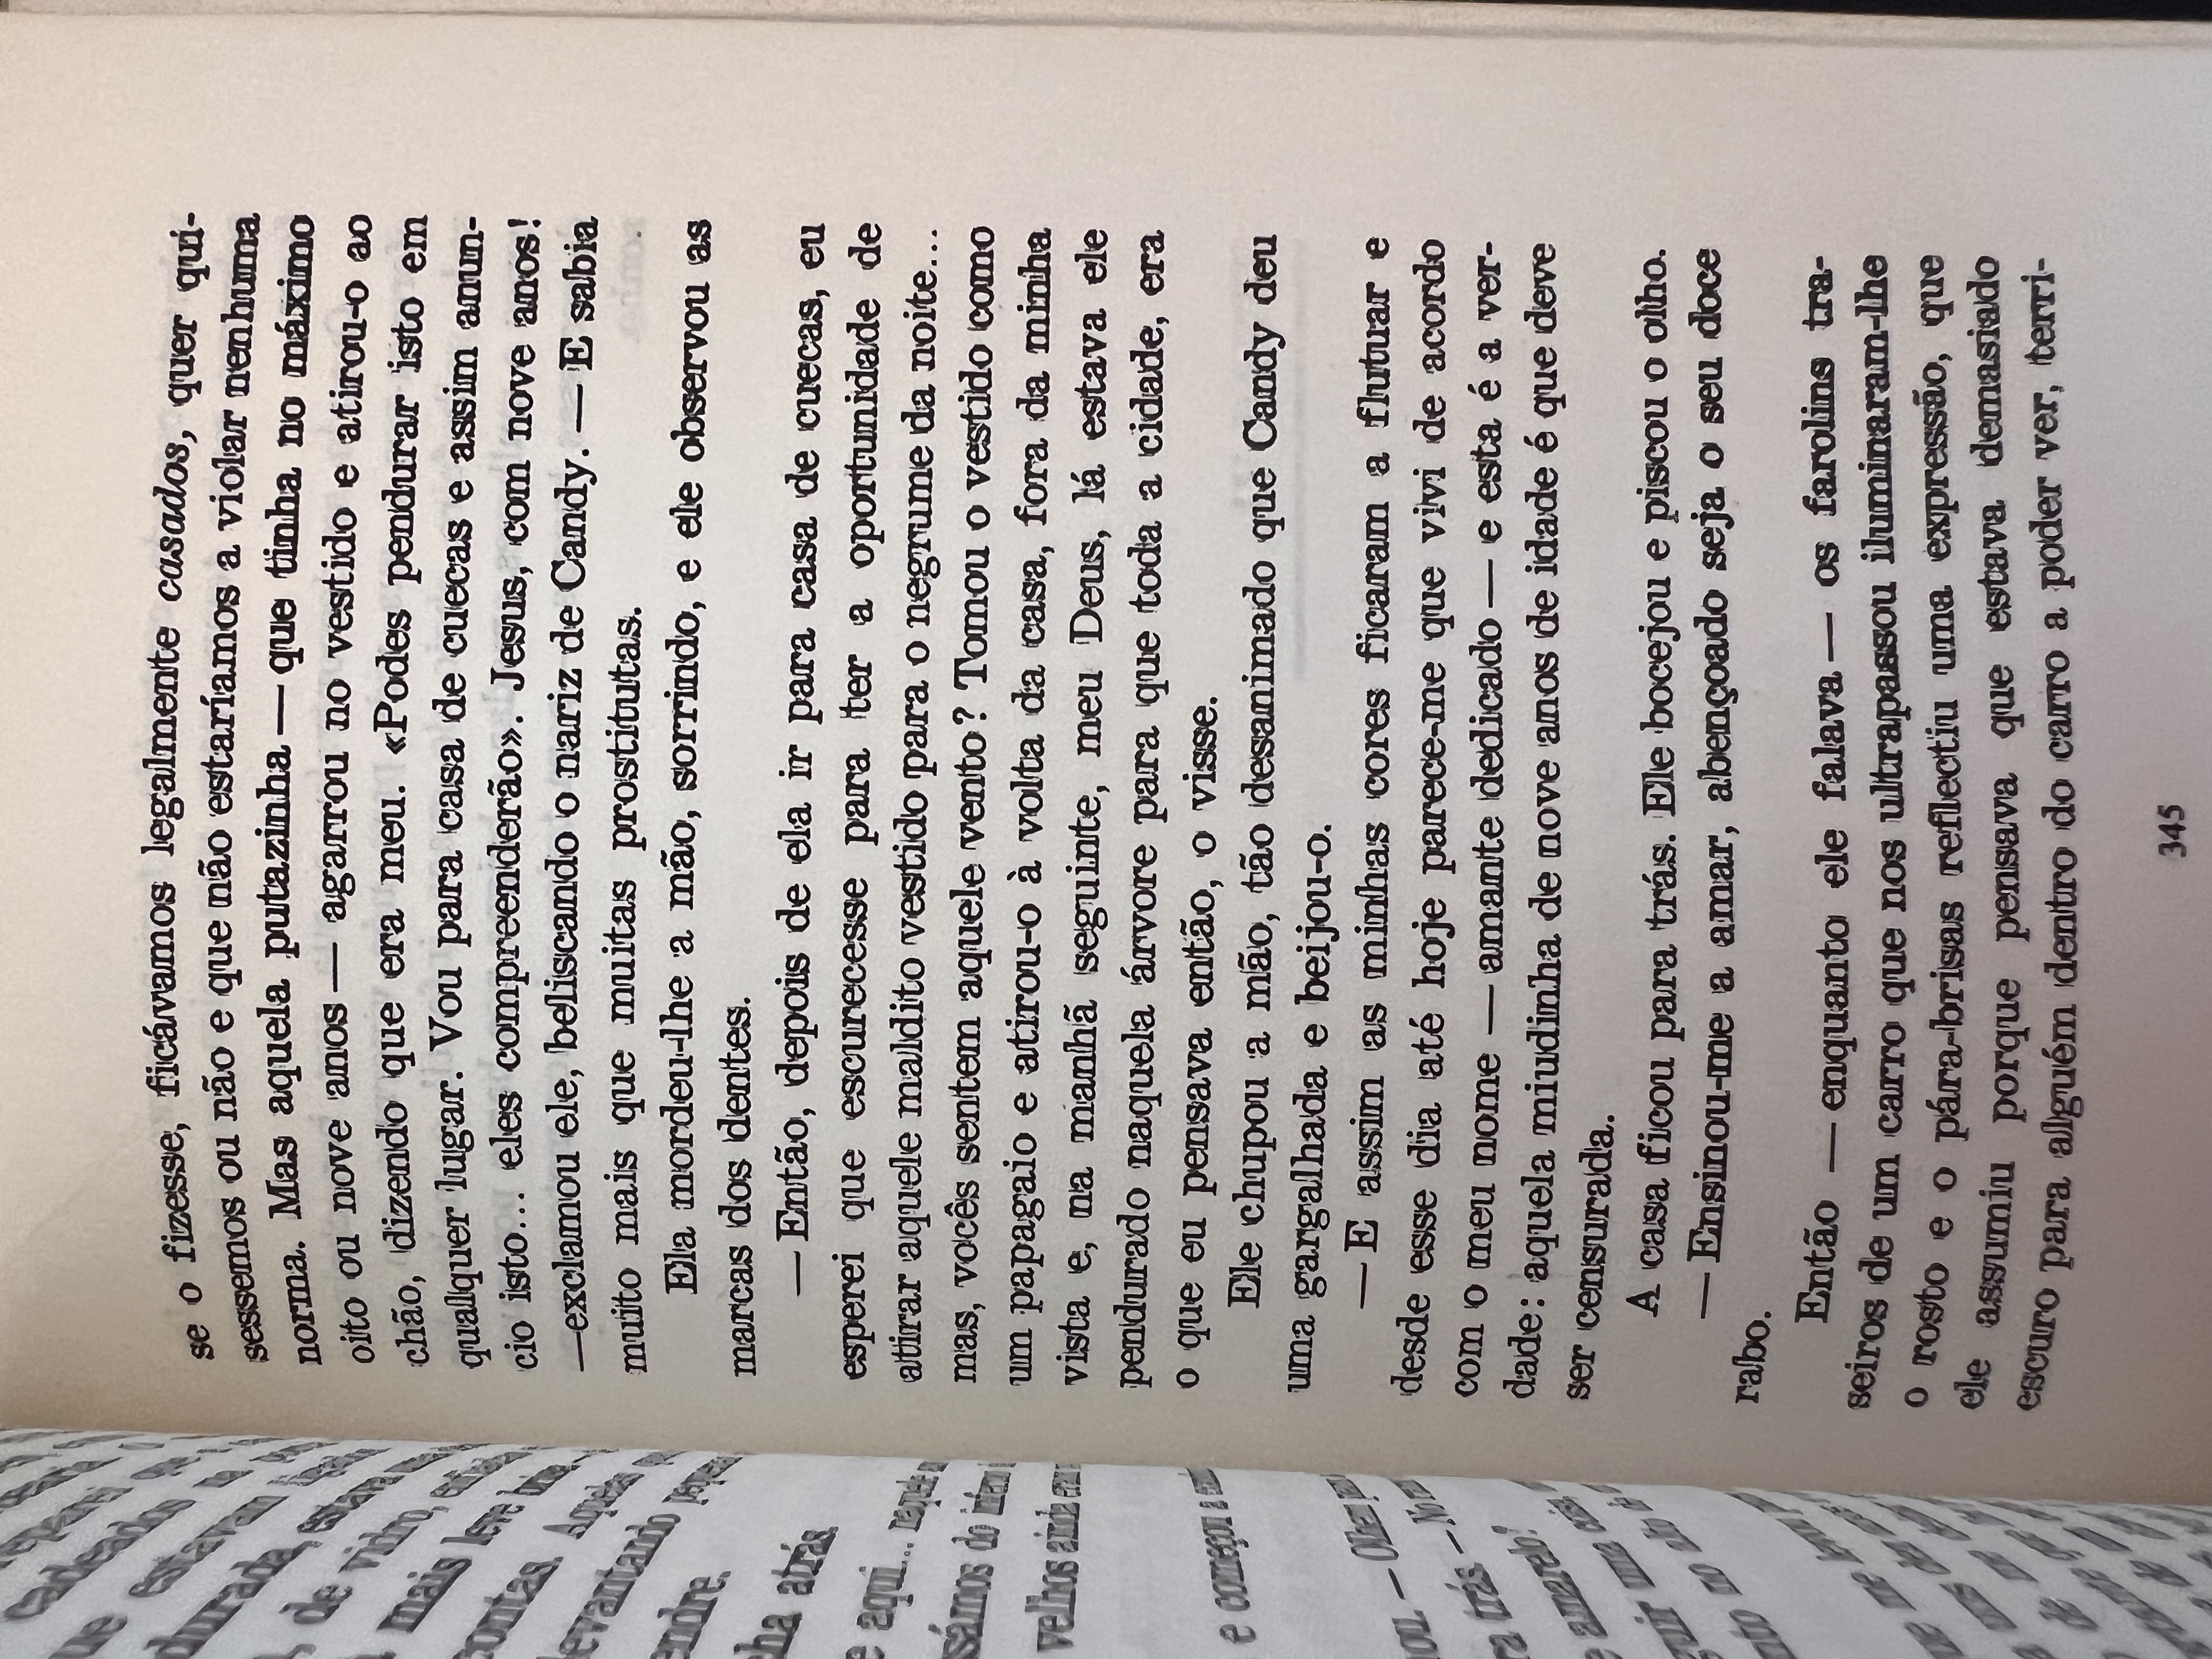 se o fizesse, ficávamos legalmente casados, quer qui-
sessemos ou não e que não estaríamos a violar nenhuma
norma. Mas aquela putazinha — que tinha no máximo
oito ou nove anos — agarrou no vestido e atirou-o ao
chão, dizendo que era meu. «Podes pendurar isto em
qualquer lugar. Vou para casa de cuecas e assim anun-
cio isto... eles compreenderão». Jesus, com nove anos!
—exclamou ele, beliscando o nariz de Candy. — E sabia
muito mais que muitas prostitutas.
Ela mordeu-lhe a mão, sorrindo, e ele observou as
marcas dos dentes.
— Então, depois de ela ir para casa de cuecas, eu
esperei que escurecesse para ter a oportunidade de
atirar aquele maldito vestido para o negrume da noite...
mas, vocês sentem aquele vento? Tomou o vestido como
um papagaio e atirou-o à volta da casa, fora da minha
vista e, na manhã seguinte, meu Deus, lá estava ele
pendurado naquela árvore para que toda a cidade, era
o que eu pensava então, o visse.
Ele chupou a mão, tão desanimado que Candy deu
uma gargalhada e beijou-o.
— E assim as minhas cores ficaram a flutuar e
desde esse dia até hoje parece-me que vivi de acordo
com o meu nome — amante dedicado — e esta é a ver-
dade: aquela miudinha de nove anos de idade é que deve
ser censurada.
A casa ficou para trás. Ele bocejou e piscou o olho.
— Ensinou-me a amar, abençoado seja o seu doce
rabo.
Então — enquanto ele falava — os farolins tra-
seiros de um carro que nos ultrapassou iluminaram-lhe
o rosto e o pára-brisas reflectiu uma expressão, que
ele assumiu porque pensava que estava demasiado
escuro para alguém dentro do carro a poder ver, terri-
345